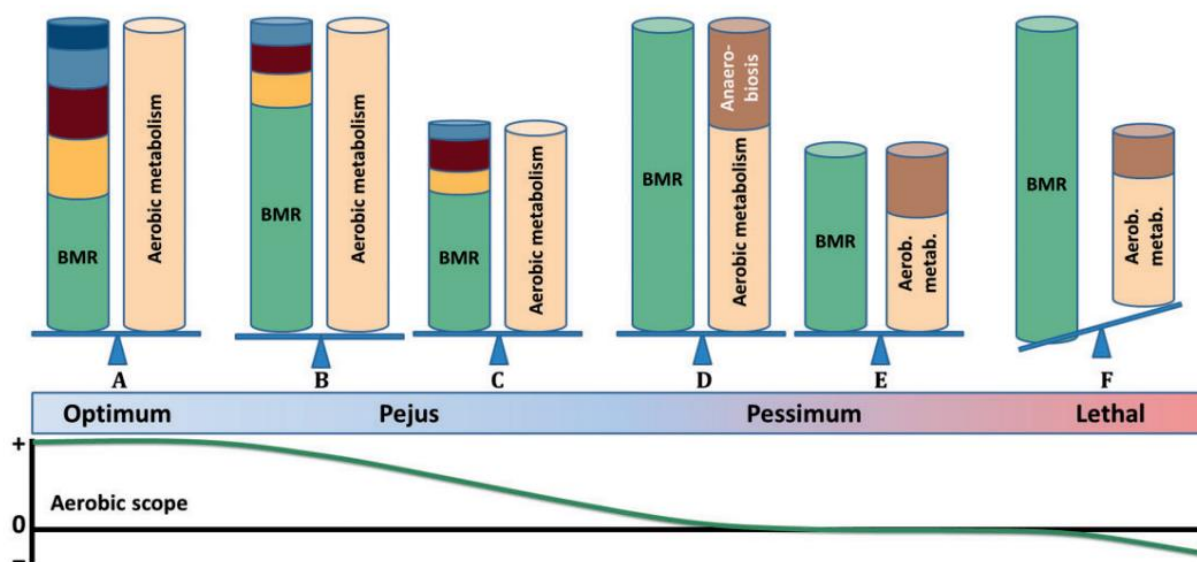 Aerobic metabolism
BMR
Aerobic metabolism
BMR
Aerobic metabolism
BMR
Anaero-
biosis
Aerobic metabolism
BMR
Aerob.
metab.
BMR
Aerob.
metab.
BMR
A
B
C
D
E
F
Optimum
Pejus
Pessimum
Lethal
+
Aerobic scope
0
–